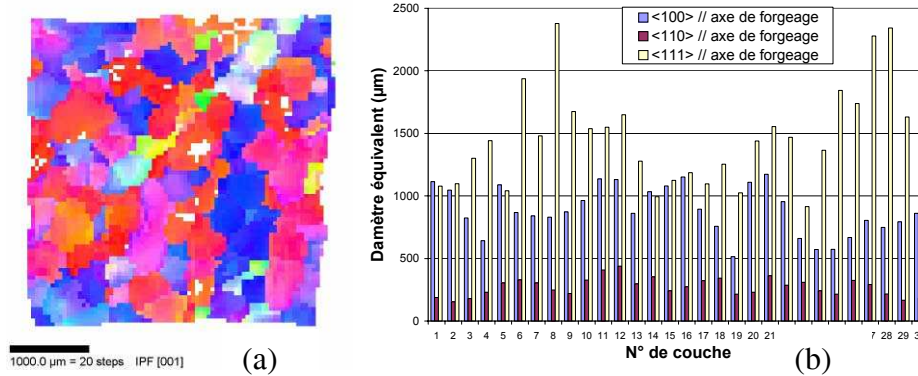 1000.0 µm = 20 steps IPF [001]
(a)
Damètre équivalent (µm)
2500
2000
1500
1000
500
0
<100> // axe de forgeage
<110> // axe de forgeage
<111> // axe de forgeage
1 2 3 4 5 6 7 8 9 10 11 12 13 14 15 16 17 18 19 20 21 7 28 29 3
N° de couche
(b)